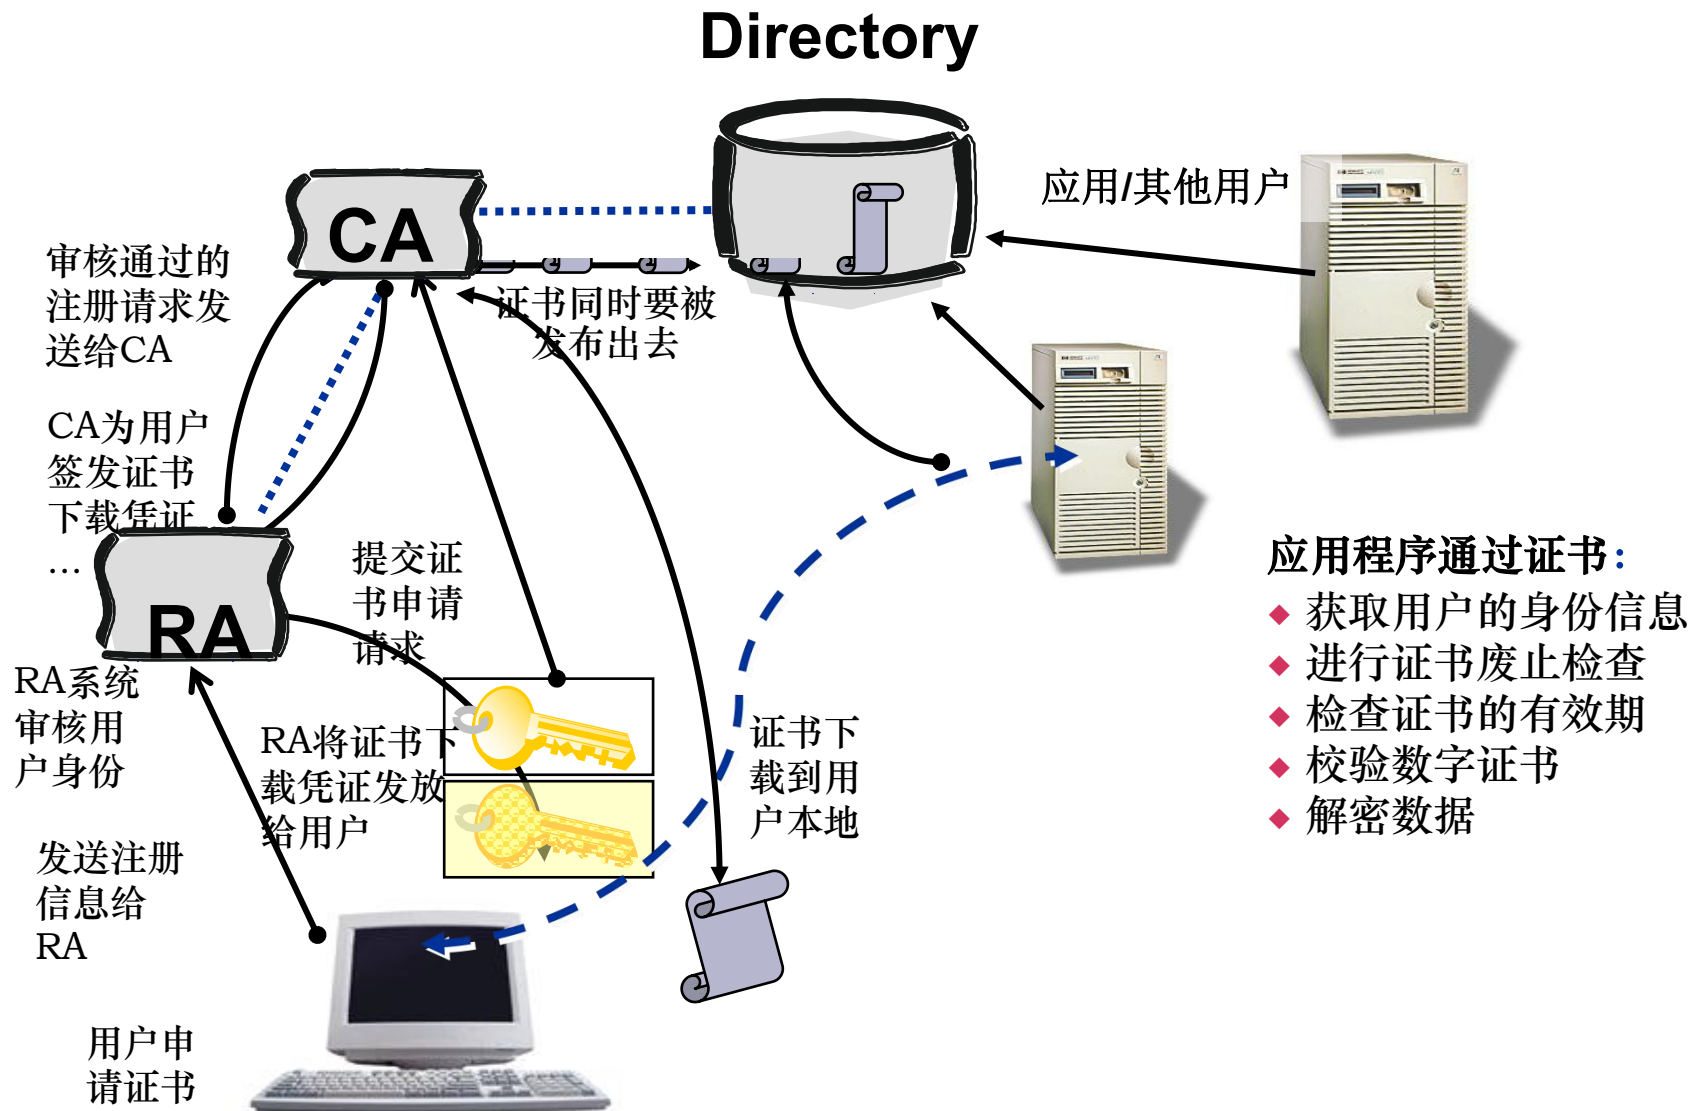 Directory
CA
应用/其他用户
审核通过的
注册请求发
送给CA
证书同时要被
发布出去
CA为用户
签发证书
下载凭证
…
RA
提交证
书申请
请求
RA系统
审核用
户身份
RA将证书下
载凭证发放
给用户
证书下
载到用
户本地
发送注册
信息给
RA
用户申
请证书
应用程序通过证书：
获取用户的身份信息
进行证书废止检查
检查证书的有效期
校验数字证书
解密数据